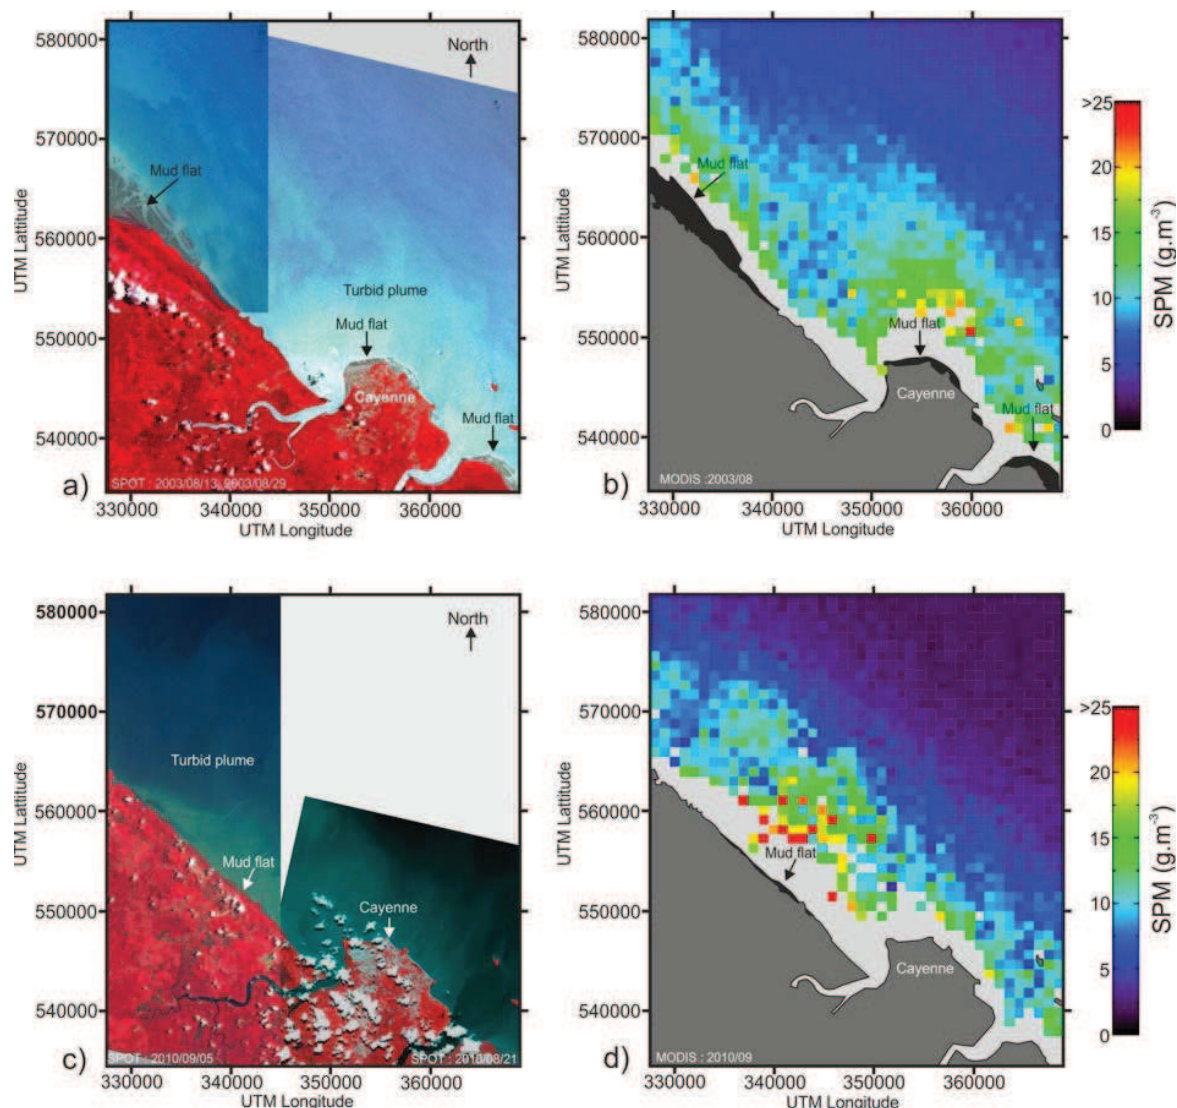 North
Mud flat
Turbid plume
Mud flat
Cayenne
Mud flat
a)
SPOT : 2003/08/13, 2003/08/29
580000
570000
560000
550000
540000
UTM Lattitude
330000 340000 350000 360000
UTM Longitude
Mud flat
Mud flat
Cayenne
Mud flat
b)
MODIS :2003/08
580000
570000
560000
550000
540000
UTM Lattitude
330000 340000 350000 360000
UTM Longitude
>25
20
15
10
5
0
SPM (g.m-3)
North
Turbid plume
Mud flat
Cayenne
c)
SPOT : 2010/09/05
SPOT : 2010/08/21
580000
570000
560000
550000
540000
UTM Lattitude
330000 340000 350000 360000
UTM Longitude
Mud flat
Cayenne
d)
MODIS : 2010/09
580000
570000
560000
550000
540000
UTM Lattitude
330000 340000 350000 360000
UTM Longitude
>25
20
15
10
5
0
SPM (g.m-3)